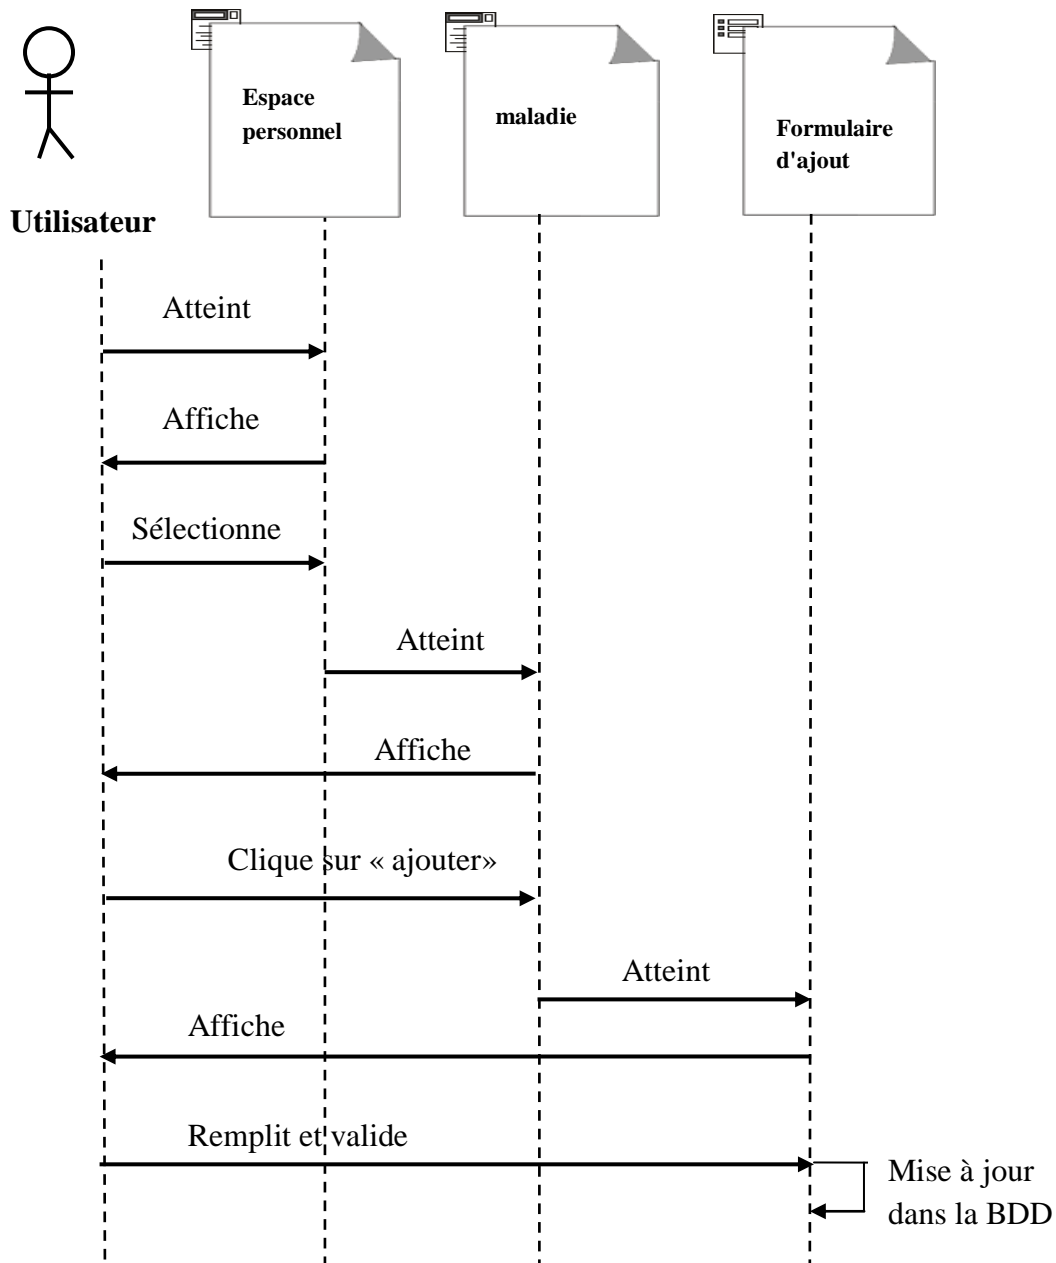 Espace
personnel
maladie
Formulaire
d'ajout
Utilisateur
Atteint
Affiche
Sélectionne
Atteint
Affiche
Clique sur « ajouter»
Atteint
Affiche
Remplit et valide
Mise à jour
dans la BDD